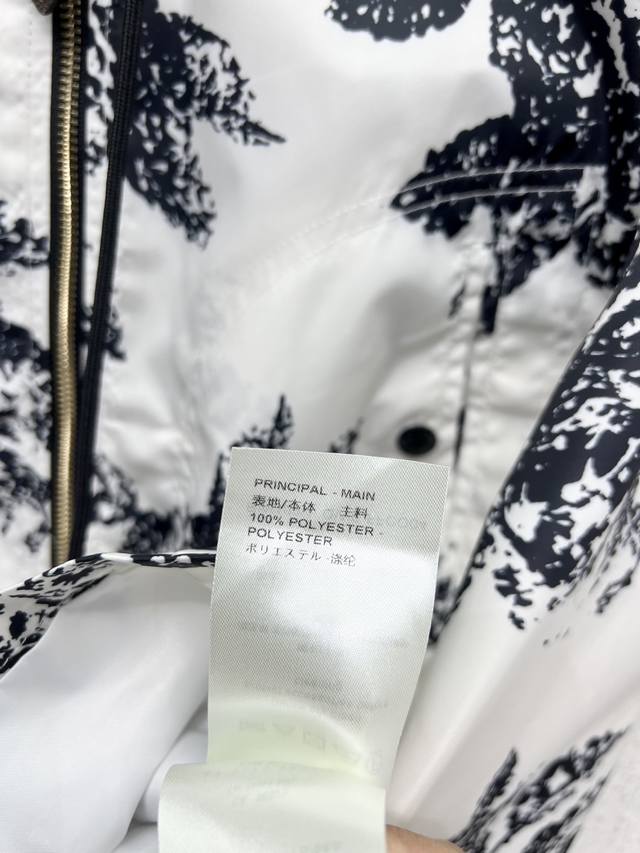 PRINCIPAL - MAIN
表地/本体 主料
100% POLYESTER -
POLYESTER
ポリエステル -涤纶